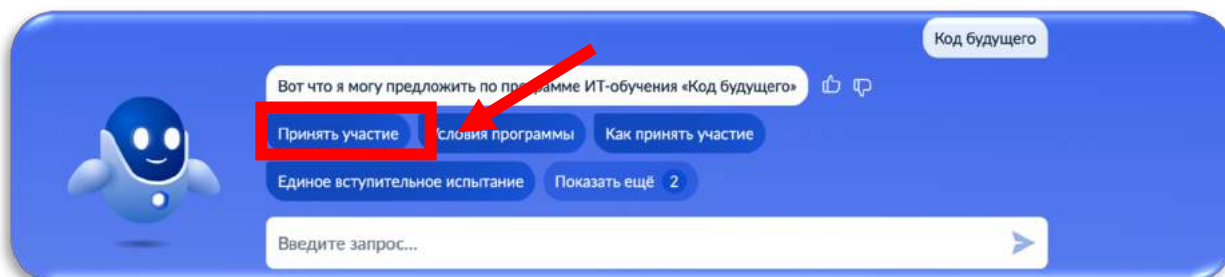 Код будущего
Вот что я могу предложить по программе ИТ-обучения «Код будущего»
Принять участие
Условия программы
Как принять участие
Единое вступительное испытание
Показать ещё 2
Введите запрос...